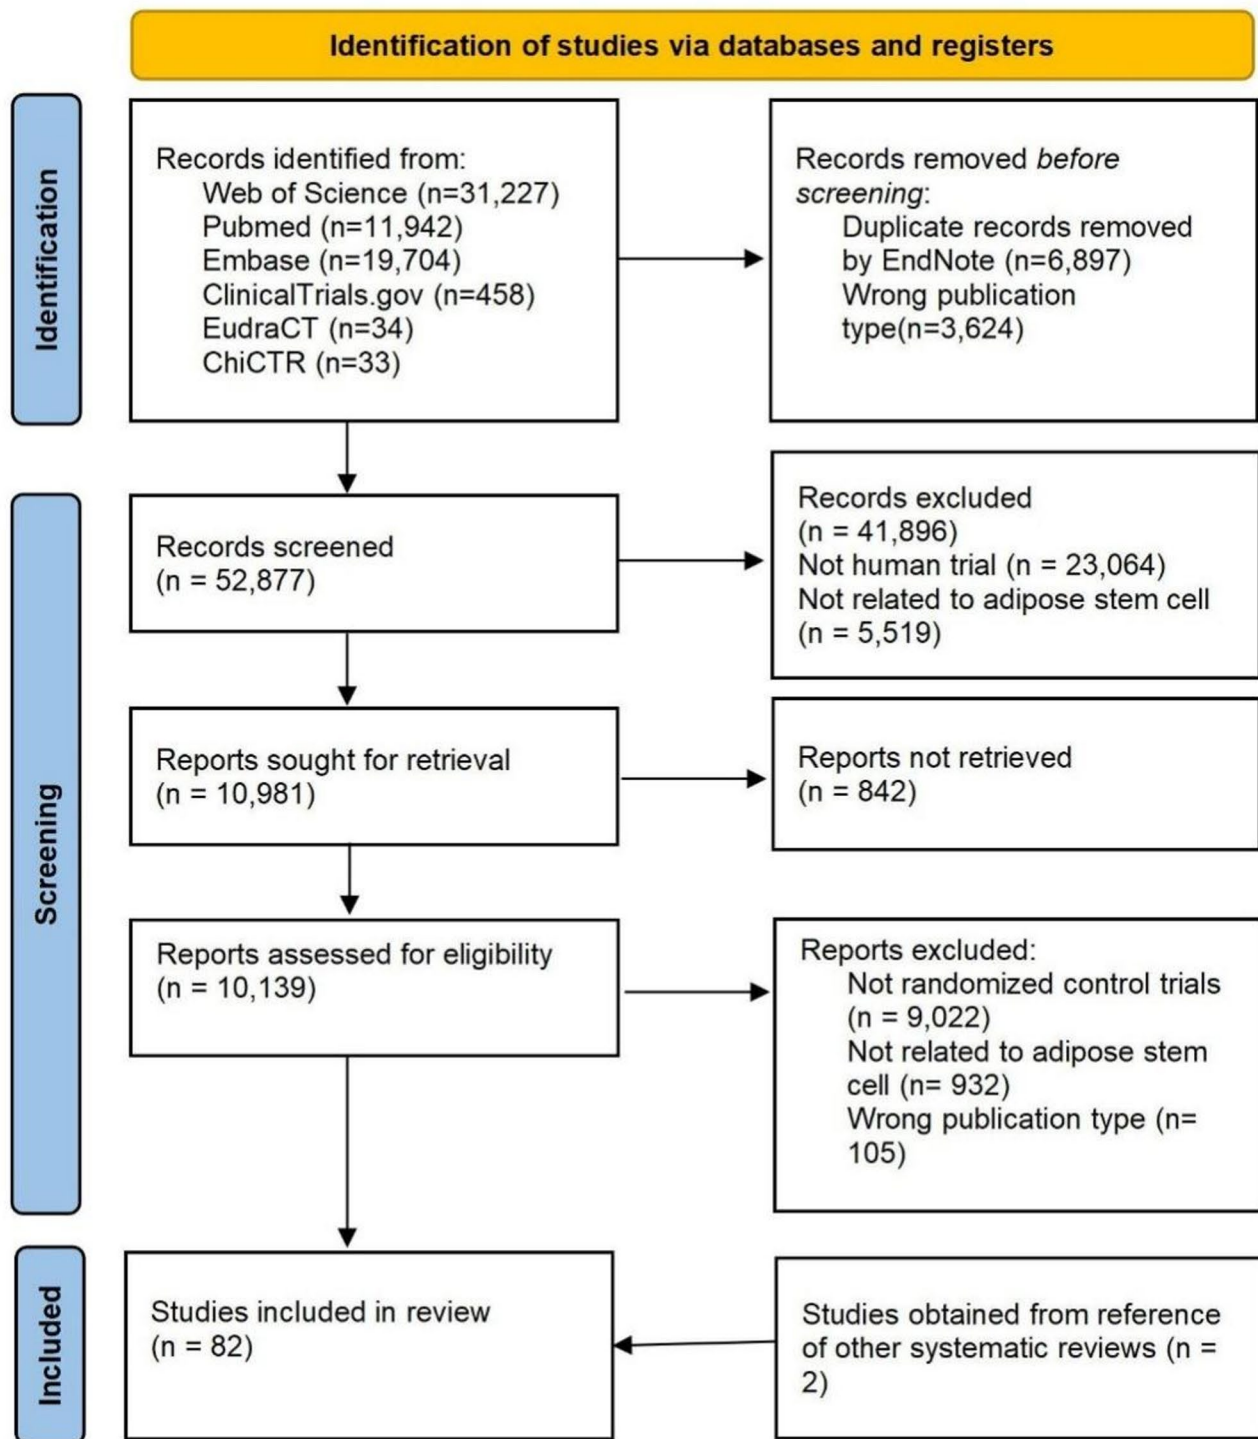 Identification of studies via databases and registers
Identification
Records identified from:
Web of Science (n=31,227)
Pubmed (n=11,942)
Embase (n=19,704)
ClinicalTrials.gov (n=458)
EudraCT (n=34)
ChiCTR (n=33)
Records removed before
screening:
Duplicate records removed
by EndNote (n=6,897)
Wrong publication
type(n=3,624)
Screening
Records screened
(n = 52,877)
Records excluded
(n = 41,896)
Not human trial (n = 23,064)
Not related to adipose stem cell
(n = 5,519)
Reports sought for retrieval
(n = 10,981)
Reports not retrieved
(n = 842)
Reports assessed for eligibility
(n = 10,139)
Reports excluded:
Not randomized control trials
(n = 9,022)
Not related to adipose stem
cell (n= 932)
Wrong publication type (n=
105)
Included
Studies included in review
(n = 82)
Studies obtained from reference
of other systematic reviews (n =
2)